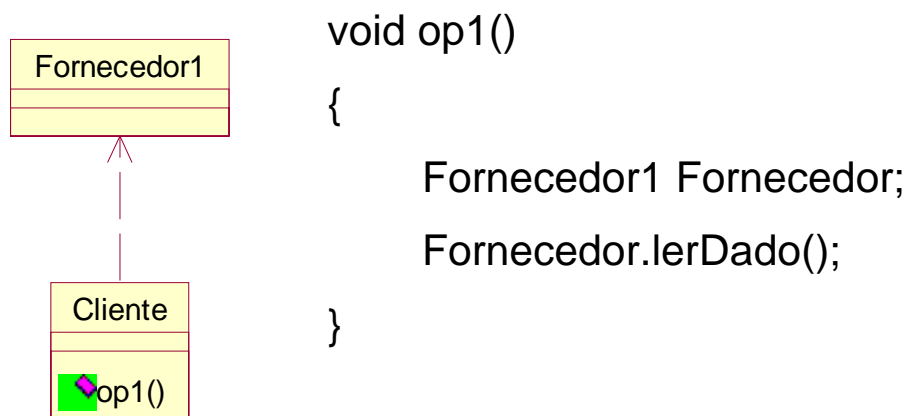 void op1()
Fornecedor1
{
Fornecedor1 Fornecedor;
Fornecedor.lerDado();
Cliente
}
op1()